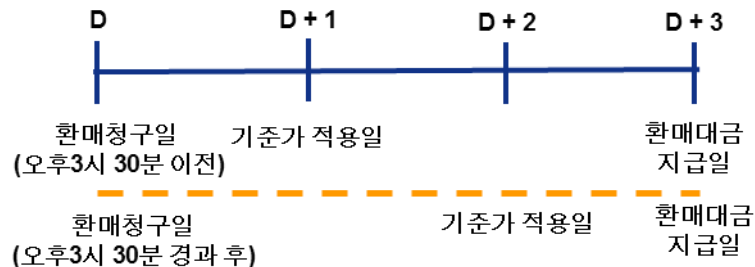 D D + 1 D + 2 D + 3
환매청구일 기준가 적용일 환매대금
(오후3시 30분 이전) 지급일
환매청구일 기준가 적용일 환매대금
(오후3시 30분 경과 후) 지급일